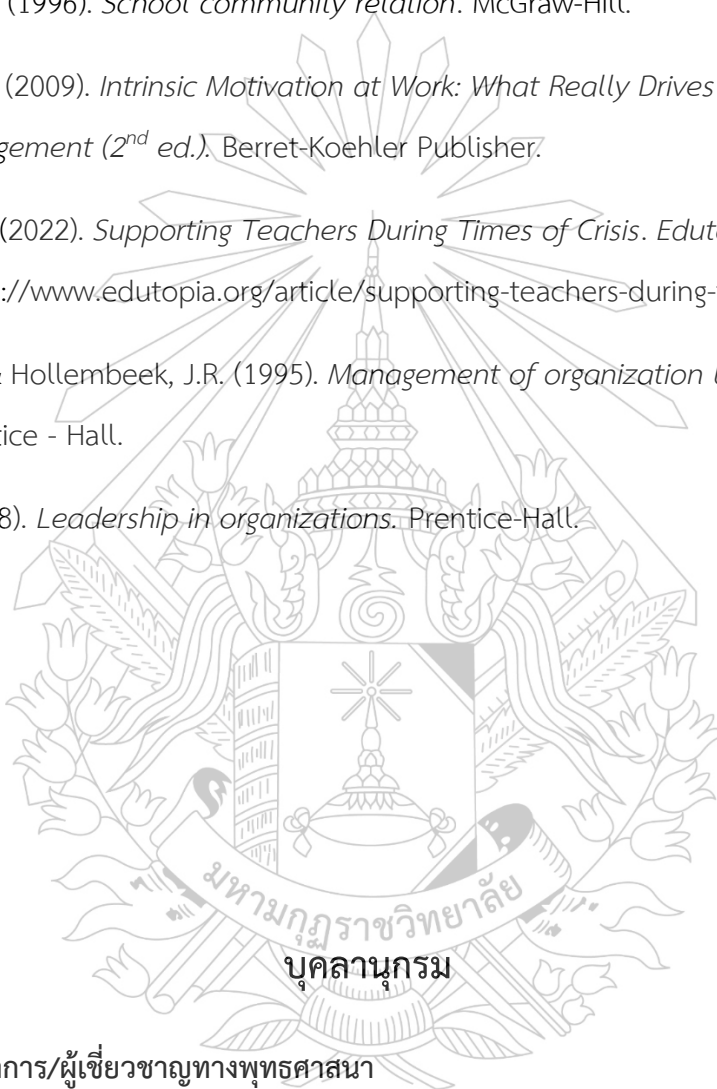 (1996). School community relation. McGraw-Hill.
(2009). Intrinsic Motivation at Work: What Really Drives
gement (2nd ed.). Berret-Koehler Publisher.
(2022). Supporting Teachers During Times of Crisis. Eduto
://www.edutopia.org/article/supporting-teachers-during-
Hollembeek, J.R. (1995). Management of organization
tice - Hall.
8). Leadership in organizations. Prentice-Hall.
มหามกุฏราชวิทยาลัย
บุคลานุกรม
การ/ผู้เชี่ยวชาญทางพุทธศาสนา